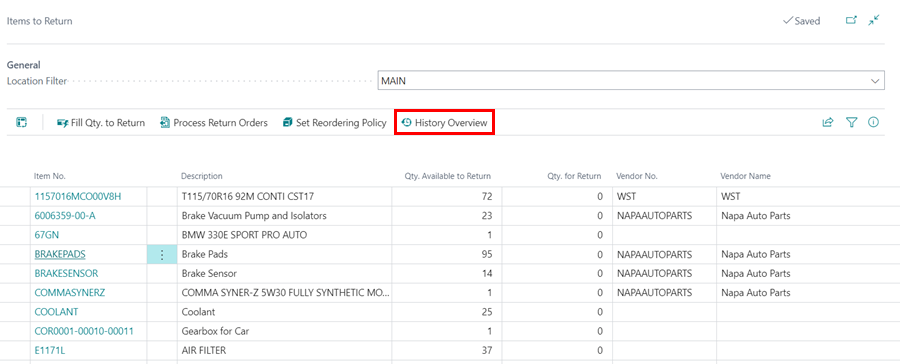 Items to Return Saved
General
Location Filter MAIN
Fill Qty. to Return Process Return Orders Set Reordering Policy History Overview
Item No. Description Qty. Available to Return Qty. for Return Vendor No. Vendor Name
1157016MCO00V8H T115/70R16 92M CONTI CST17 72 0 WST WST
6006359-00-A Brake Vacuum Pump and Isolators 23 0 NAPAAUTOPARTS Napa Auto Parts
67GN BMW 330E SPORT PRO AUTO 1 0
BRAKEPADS Brake Pads 95 0 NAPAAUTOPARTS Napa Auto Parts
BRAKESENSOR Brake Sensor 14 0 NAPAAUTOPARTS Napa Auto Parts
COMMASYNERZ COMMA SYNER-Z 5W30 FULLY SYNTHETIC MO... 1 0 NAPAAUTOPARTS Napa Auto Parts
COOLANT Coolant 25 0
COR0001-00010-00011 Gearbox for Car 1 0
E1171L AIR FILTER 37 0